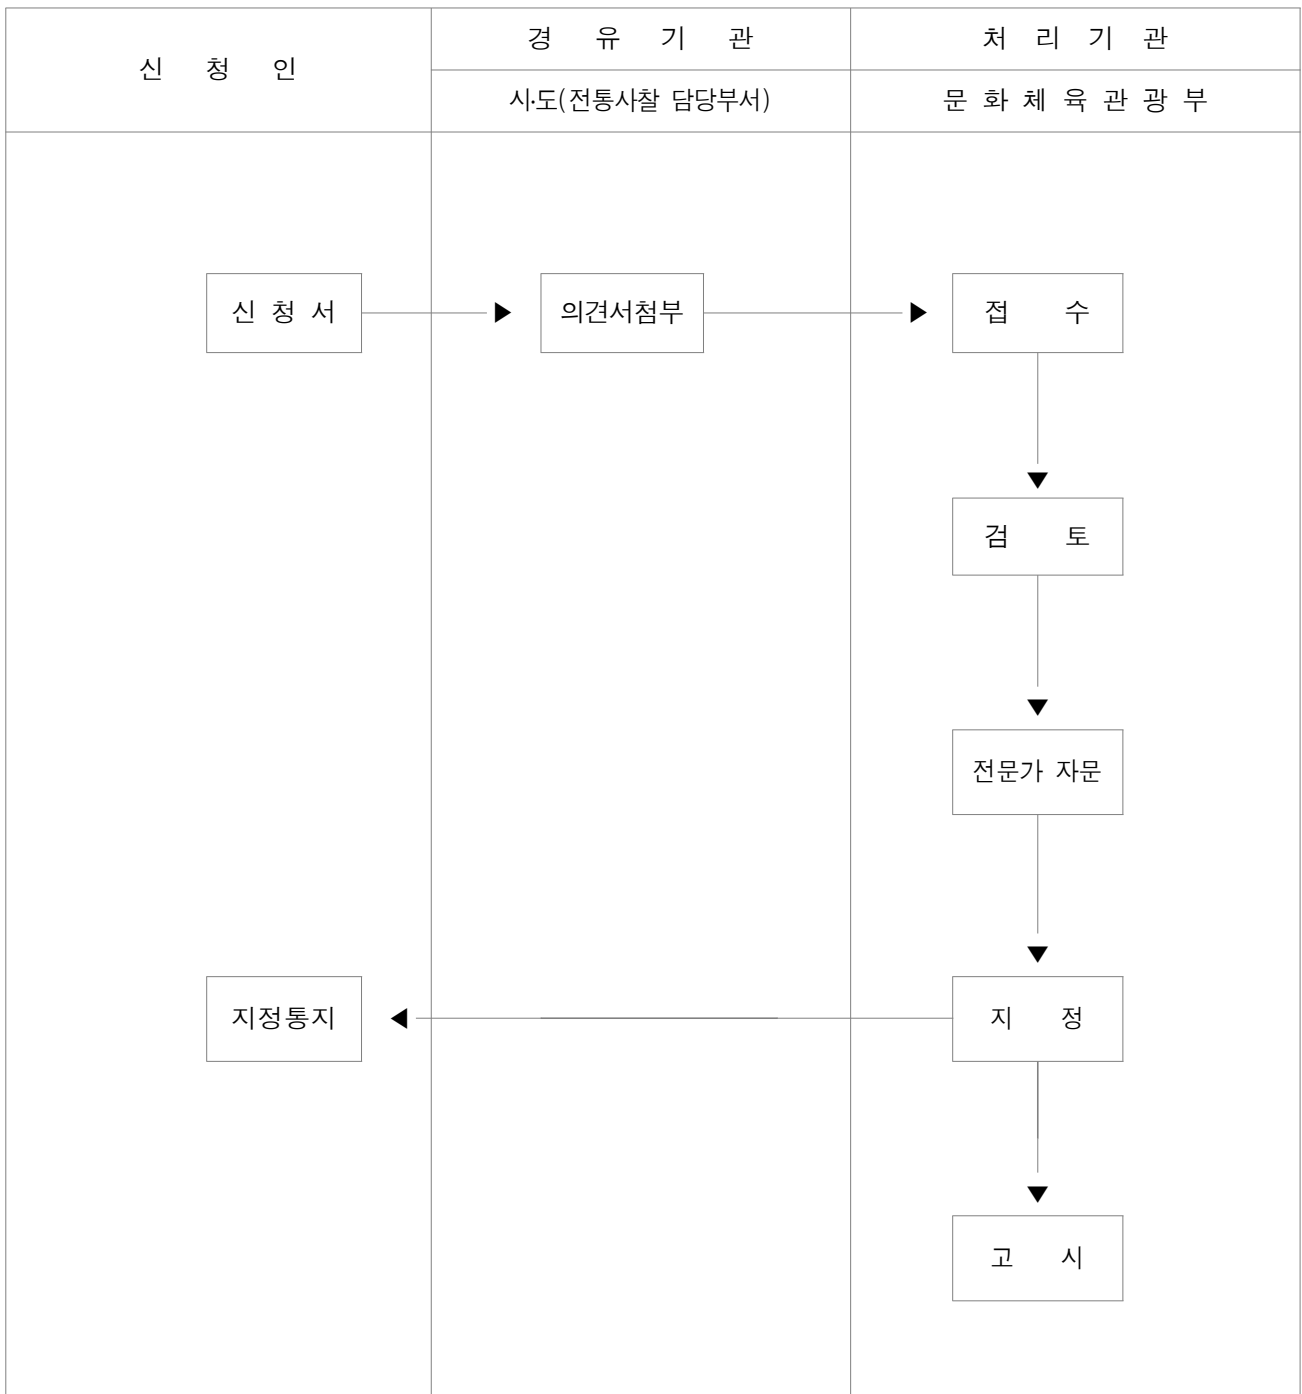 신 청 인
경 유 기 관
처 리 기 관
시·도(전통사찰 담당부서)
문 화 체 육 관 광 부
신 청 서
의견서첨부
접 수
검 토
전문가 자문
지정통지
지 정
고 시